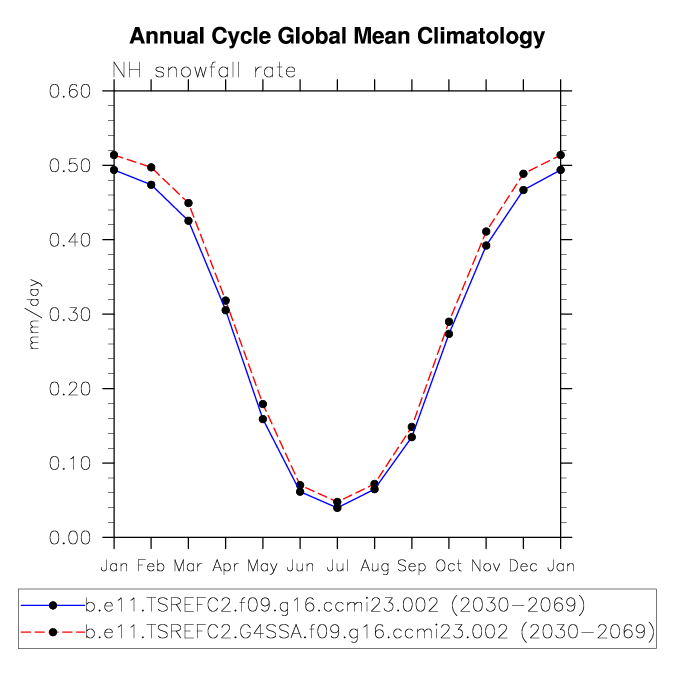 Annual Cycle Global Mean Climatology
NH snowfall rate
0.60
0.50
0.40
0.30
0.20
0.10
0.00
mm/day
Jan Feb Mar Apr May Jun Jul Aug Sep Oct Nov Dec Jan
b.e11.TSREFC2.f09.g16.ccmi23.002 (2030-2069)
b.e11.TSREFC2.G4SSA.f09.g16.ccmi23.002 (2030-2069)